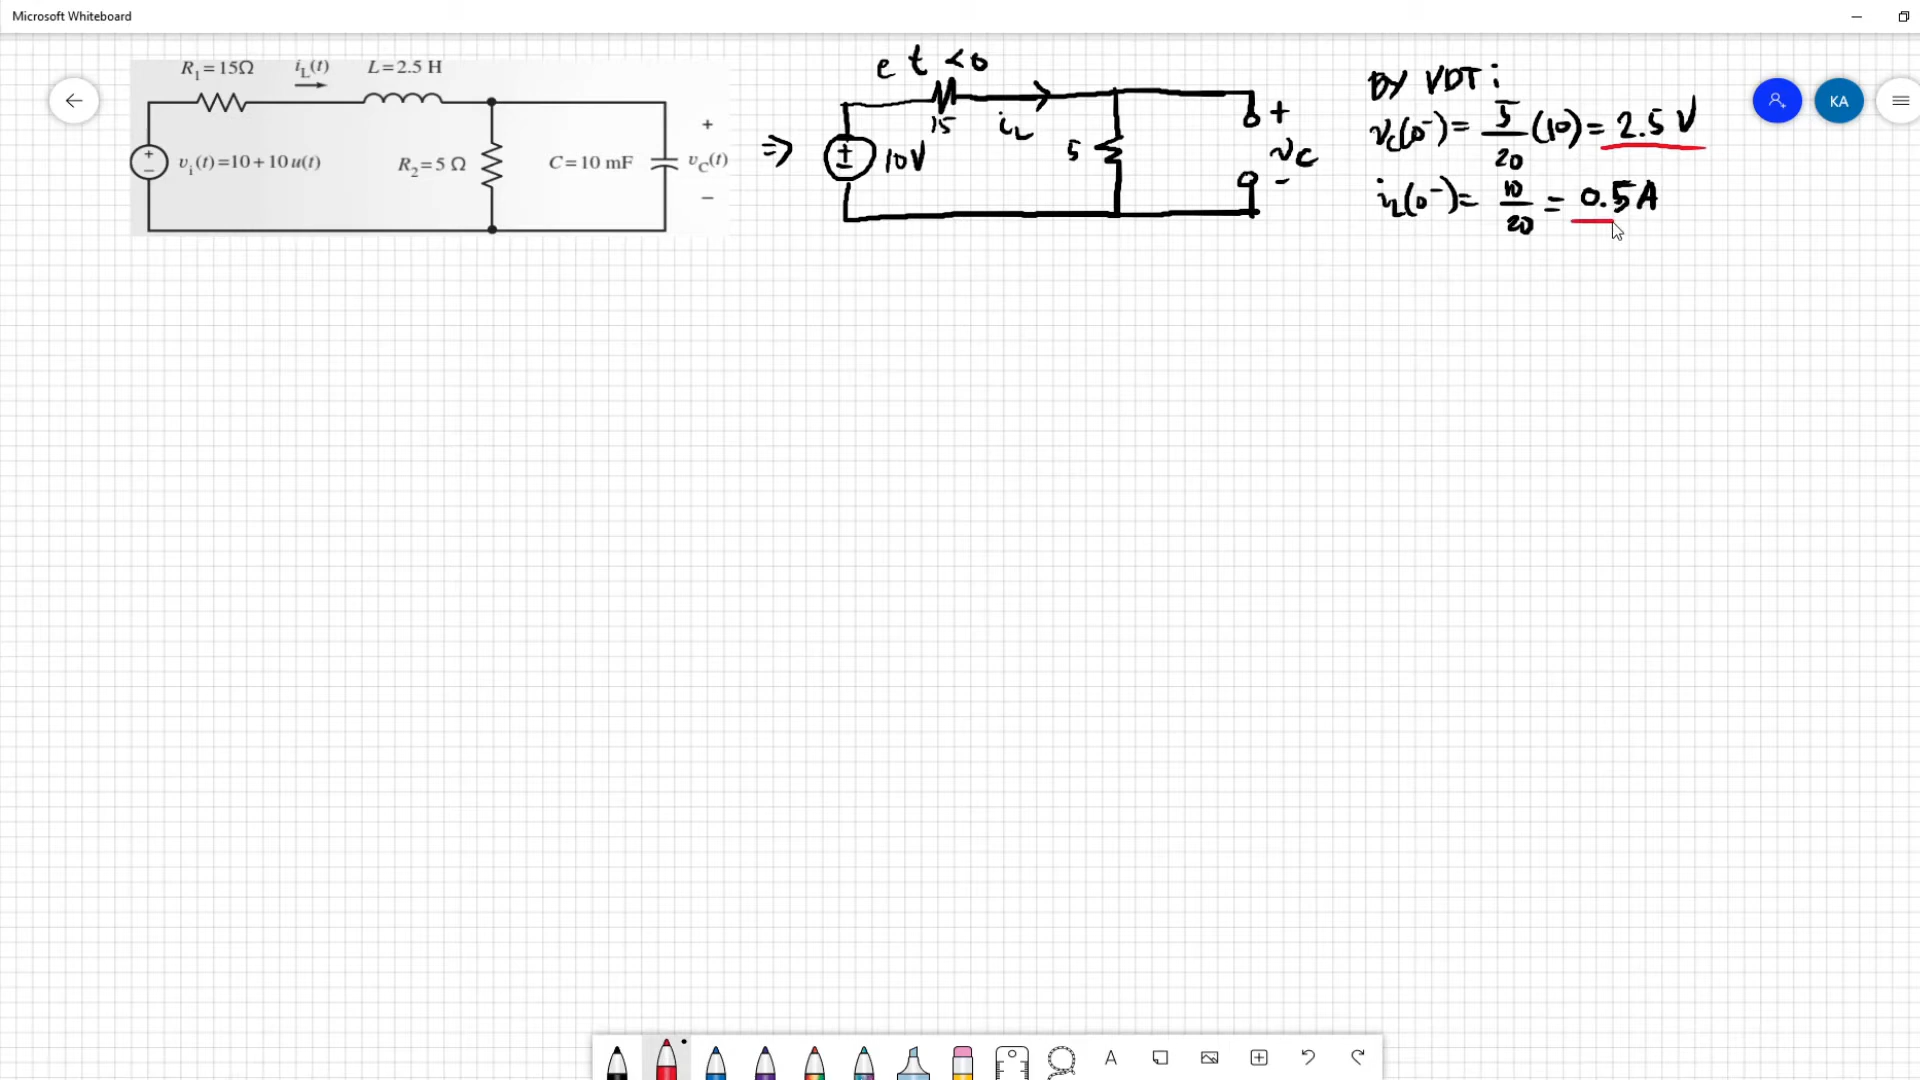 Microsoft Whiteboard
R₁ = 15Ω iL(t) L = 2.5 H
vi(t) = 10 + 10 u(t)
R₂ = 5 Ω
C = 10 mF
+
vC(t)
−
⇒
e t < 0
15 iL
+
−
10V
5
+
vc
−
By VDT:
vc(0⁻) = 5/20 (10) = 2.5 V
iL(0⁻) = 10/20 = 0.5 A
KA
A